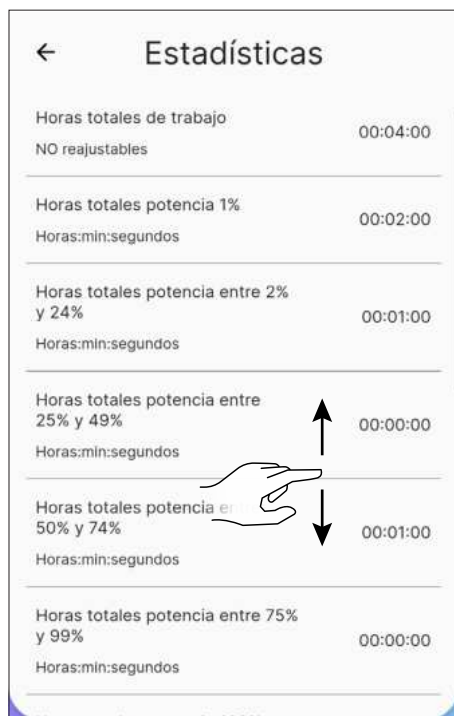 Estadísticas
Horas totales de trabajo
00:04:00
NO reajustables
Horas totales potencia 1%
00:02:00
Horas:min:segundos
Horas totales potencia entre 2%
y 24%
00:01:00
Horas:min:segundos
Horas totales potencia entre
25% y 49%
00:00:00
Horas:min:segundos
Horas totales potencia
50% y 74%
00:01:00
Horas:min:segundos
Horas totales potencia entre 75%
y 99%
00:00:00
Horas:min:segundos